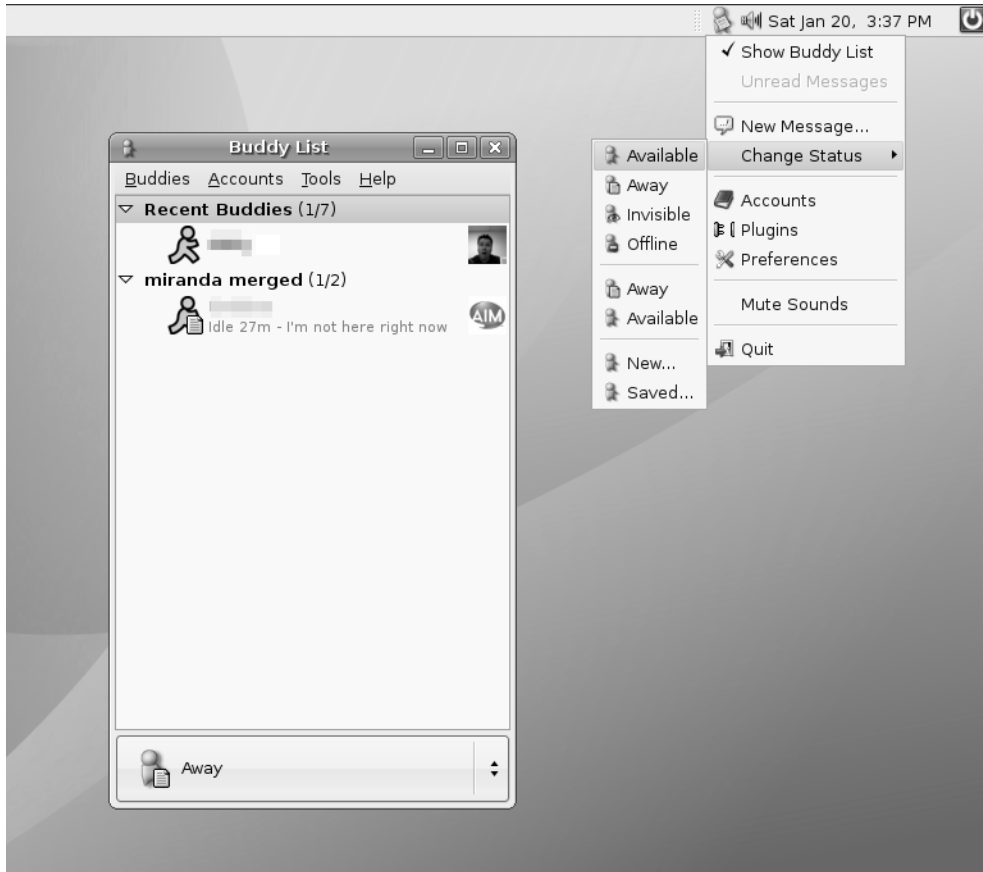 Sat Jan 20, 3:37 PM
Show Buddy List
Unread Messages
New Message...
Change Status
Accounts
Plugins
Preferences
Mute Sounds
Quit
Available
Away
Invisible
Offline
Away
Available
New...
Saved...
Buddy List
Buddies Accounts Tools Help
Recent Buddies (1/7)
miranda merged (1/2)
Idle 27m - I'm not here right now
AIM
Away